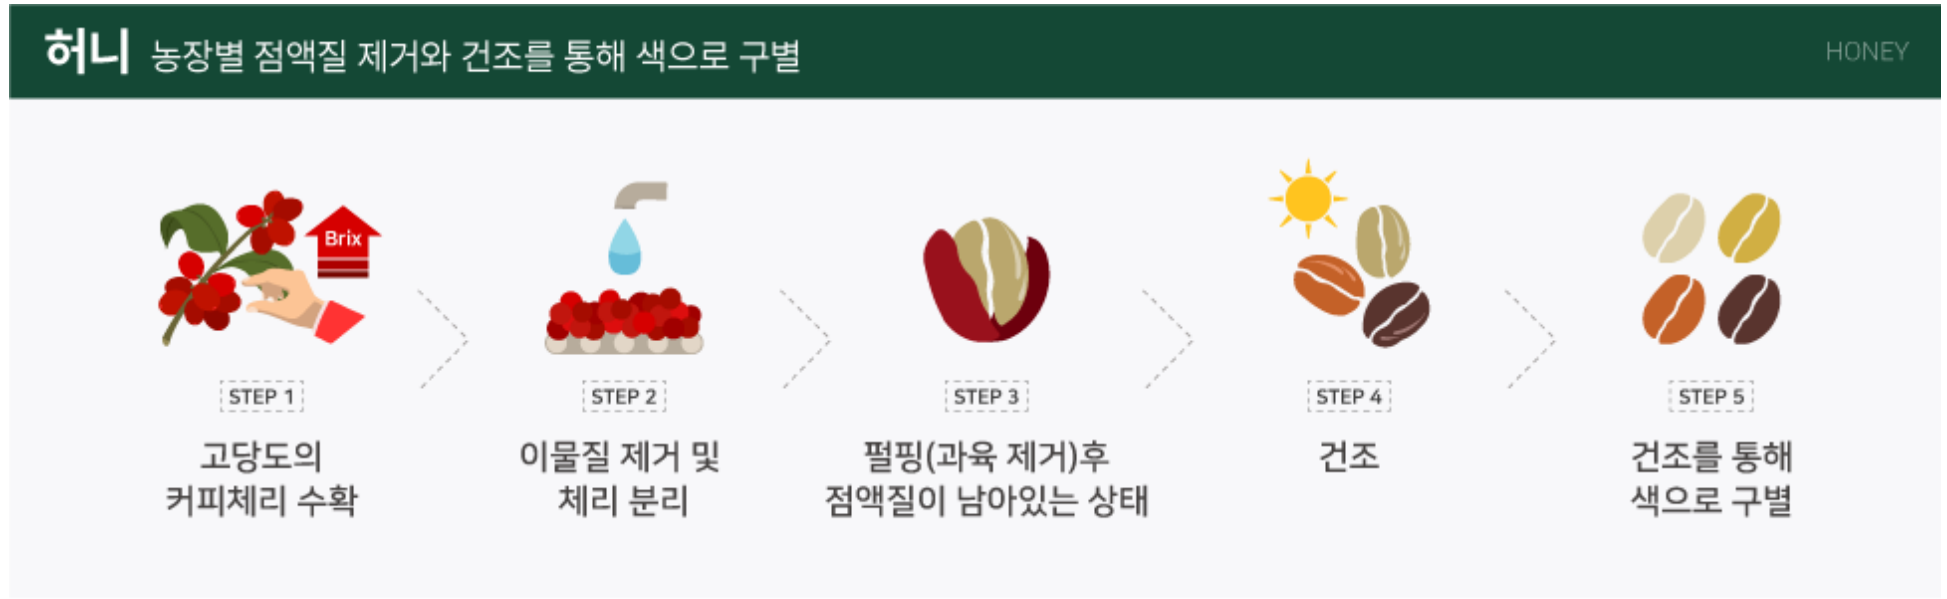 허니 농장별 점액질 제거와 건조를 통해 색으로 구별
HONEY
Brix
STEP 1
고당도의
커피체리 수확
STEP 2
이물질 제거 및
체리 분리
STEP 3
펄핑(과육 제거)후
점액질이 남아있는 상태
STEP 4
건조
STEP 5
건조를 통해
색으로 구별